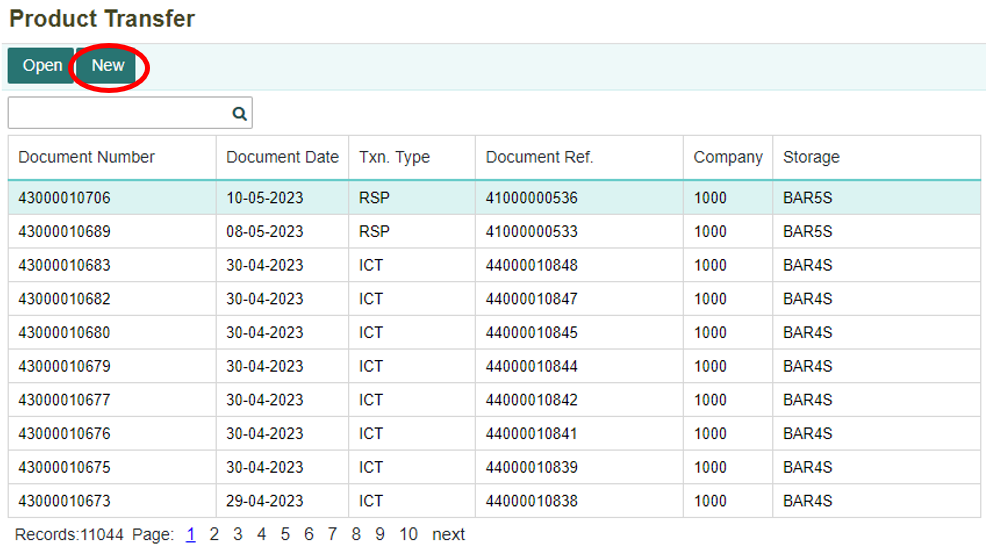 Product Transfer
Open New
Document Number Document Date Txn. Type Document Ref. Company Storage
43000010706 10-05-2023 RSP 41000000536 1000 BAR5S
43000010689 08-05-2023 RSP 41000000533 1000 BAR5S
43000010683 30-04-2023 ICT 44000010848 1000 BAR4S
43000010682 30-04-2023 ICT 44000010847 1000 BAR4S
43000010680 30-04-2023 ICT 44000010845 1000 BAR4S
43000010679 30-04-2023 ICT 44000010844 1000 BAR4S
43000010677 30-04-2023 ICT 44000010842 1000 BAR4S
43000010676 30-04-2023 ICT 44000010841 1000 BAR4S
43000010675 30-04-2023 ICT 44000010839 1000 BAR4S
43000010673 29-04-2023 ICT 44000010838 1000 BAR4S
Records:11044 Page: 1 2 3 4 5 6 7 8 9 10 next